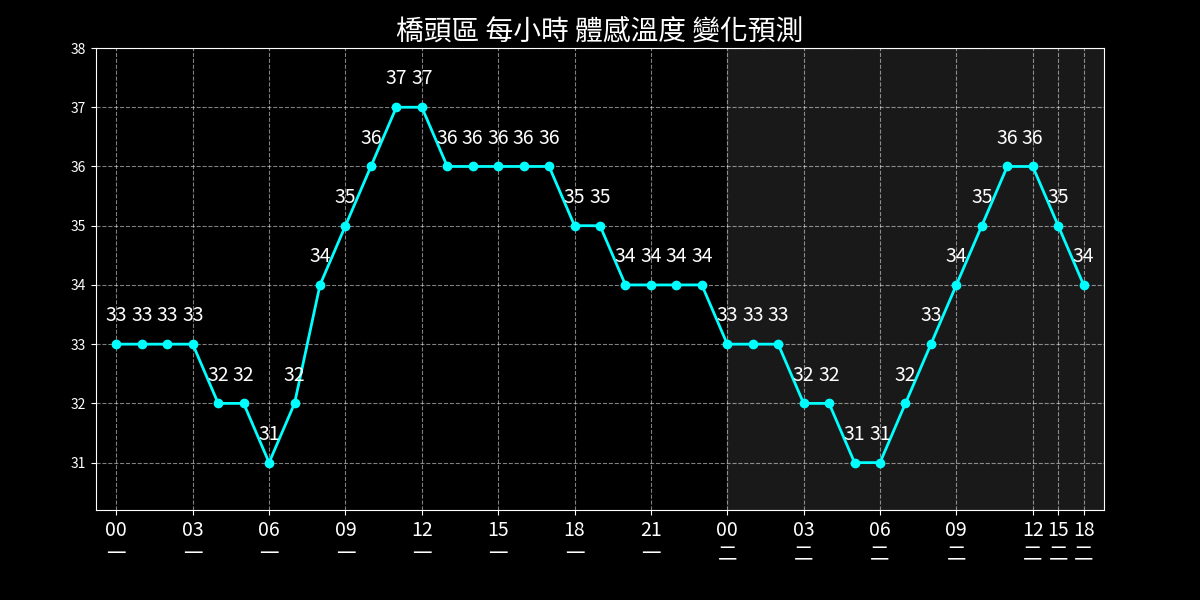 橋頭區 每小時 體感溫度 變化預測
38
37
36
35
34
33
32
31
37 37
36 36 36 36 36 36 36 36
35 35 35 35 35
34 34 34 34 34 34 34
33 33 33 33 33 33 33 33
32 32 32 32 32 32
31 31 31
00 03 06 09 12 15 18 21 00 03 06 09 12 15 18
一 一 一 一 一 一 一 一 二 二 二 二 二 二 二